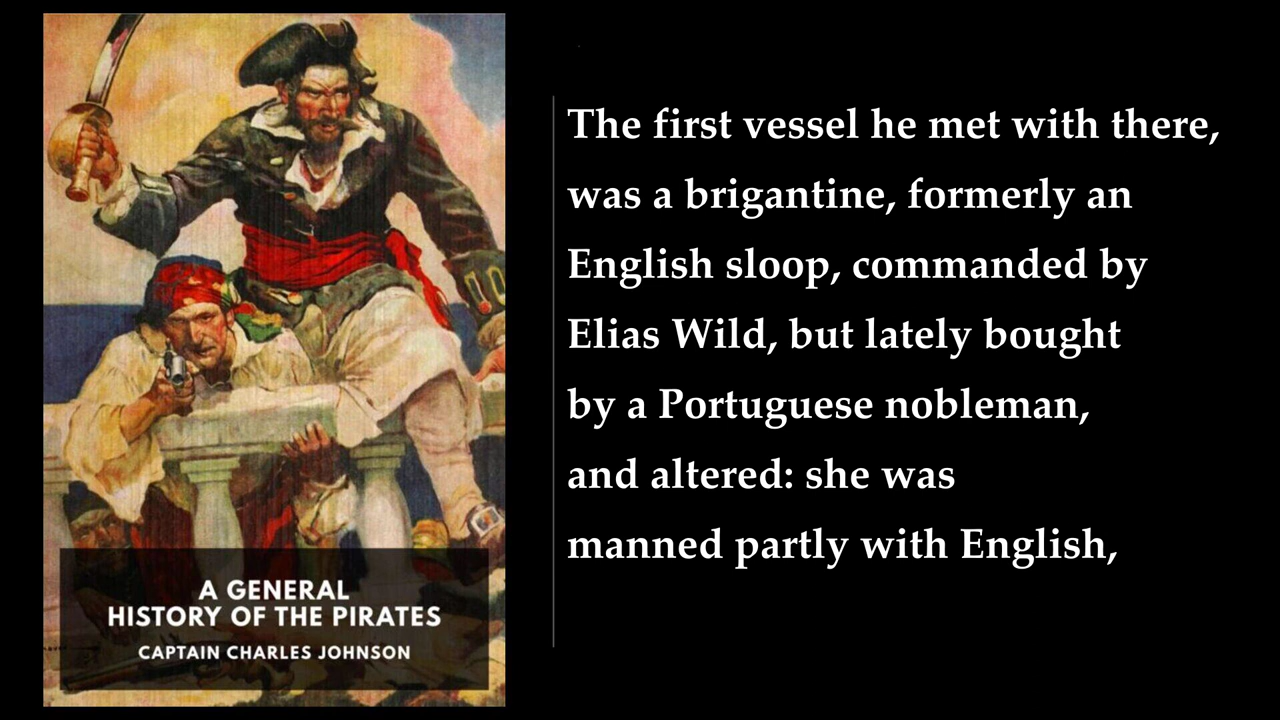 The first vessel he met with there,
was a brigantine, formerly an
English sloop, commanded by
Elias Wild, but lately bought
by a Portuguese nobleman,
and altered: she was
manned partly with English,
A GENERAL
HISTORY OF THE PIRATES
CAPTAIN CHARLES JOHNSON